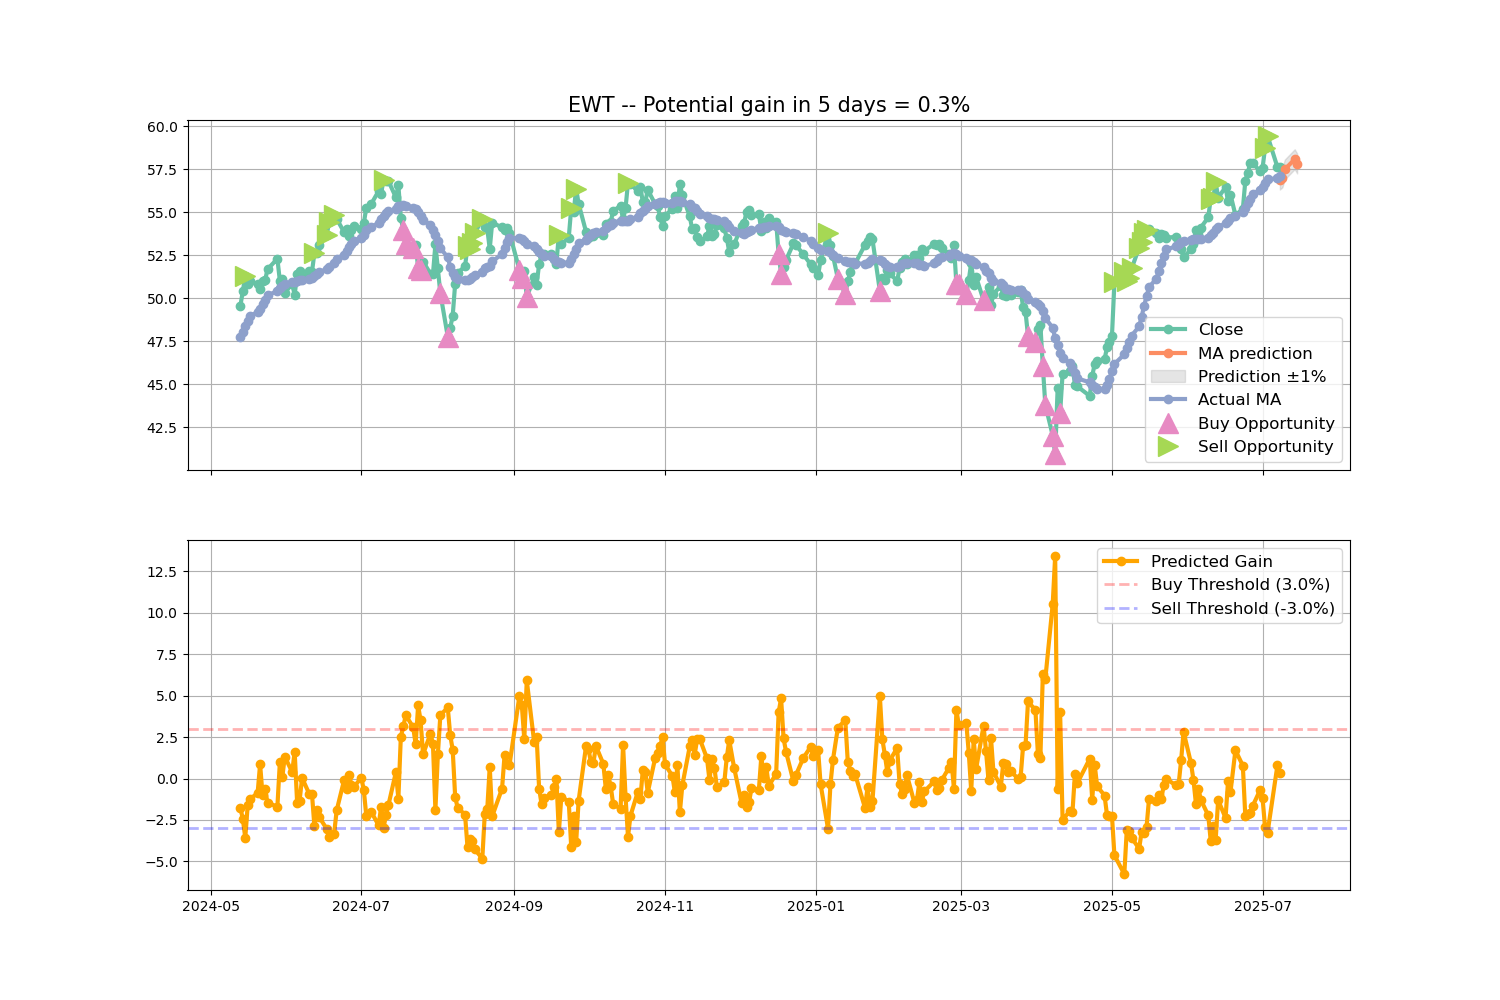 EWT -- Potential gain in 5 days = 0.3%
60.0
57.5
55.0
52.5
50.0
47.5
45.0
42.5
Close
MA prediction
Prediction ±1%
Actual MA
Buy Opportunity
Sell Opportunity
12.5
10.0
7.5
5.0
2.5
0.0
−2.5
−5.0
Predicted Gain
Buy Threshold (3.0%)
Sell Threshold (-3.0%)
2024-05
2024-07
2024-09
2024-11
2025-01
2025-03
2025-05
2025-07